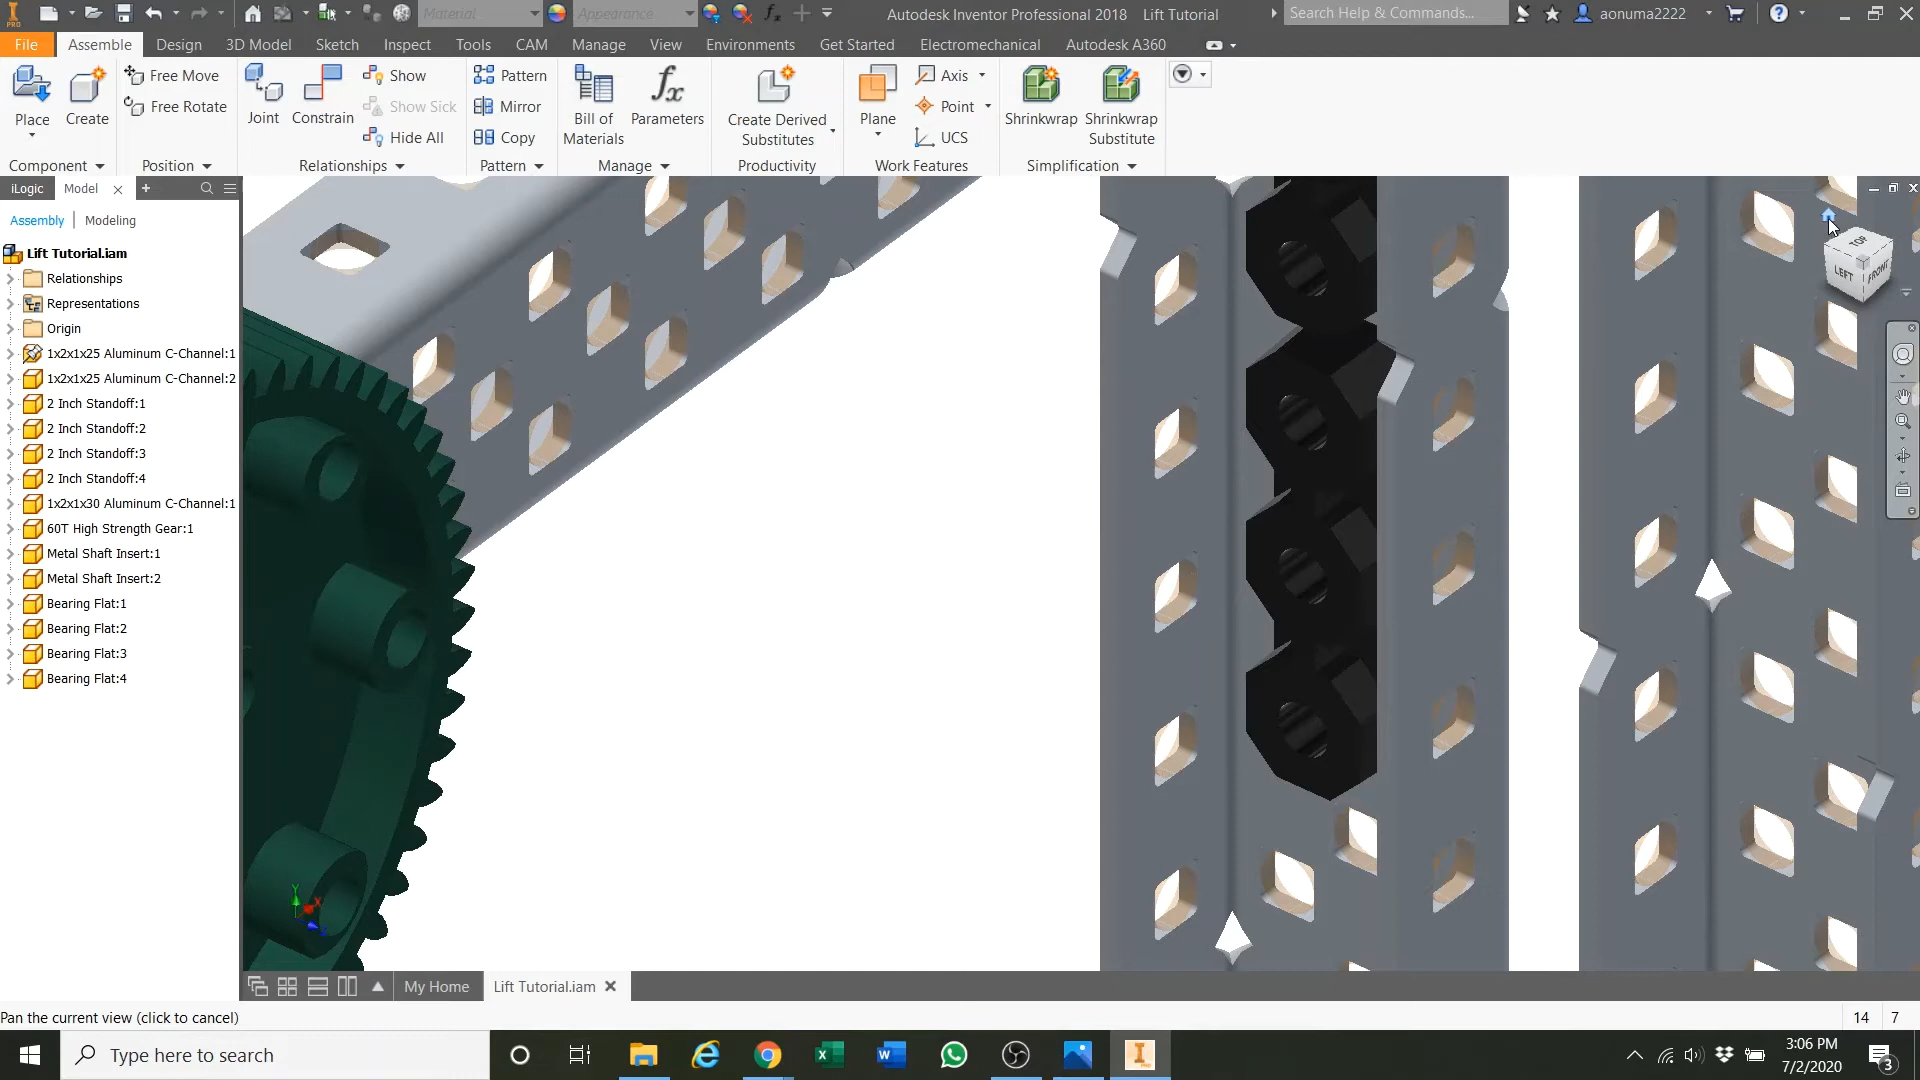 Material
Appearance
Autodesk Inventor Professional 2018 Lift Tutorial
Search Help & Commands...
aonuma2222
PRO
File Assemble Design 3D Model Sketch Inspect Tools CAM Manage View Environments Get Started Electromechanical Autodesk A360
Place
Create
Free Move
Free Rotate
Joint
Constrain
Show
Show Sick
Hide All
Pattern
Mirror
Copy
Bill of
Materials
Parameters
Create Derived
Substitutes
Plane
Axis
Point
UCS
Shrinkwrap
Shrinkwrap
Substitute
Component Position Relationships Pattern Manage Productivity Work Features Simplification
iLogic Model
Assembly Modeling
Lift Tutorial.iam
Relationships
Representations
Origin
1x2x1x25 Aluminum C-Channel:1
1x2x1x25 Aluminum C-Channel:2
2 Inch Standoff:1
2 Inch Standoff:2
2 Inch Standoff:3
2 Inch Standoff:4
1x2x1x30 Aluminum C-Channel:1
60T High Strength Gear:1
Metal Shaft Insert:1
Metal Shaft Insert:2
Bearing Flat:1
Bearing Flat:2
Bearing Flat:3
Bearing Flat:4
TOP
LEFT FRONT
Y
X
My Home Lift Tutorial.iam
Pan the current view (click to cancel)
14 7
Type here to search
3:06 PM
7/2/2020
3